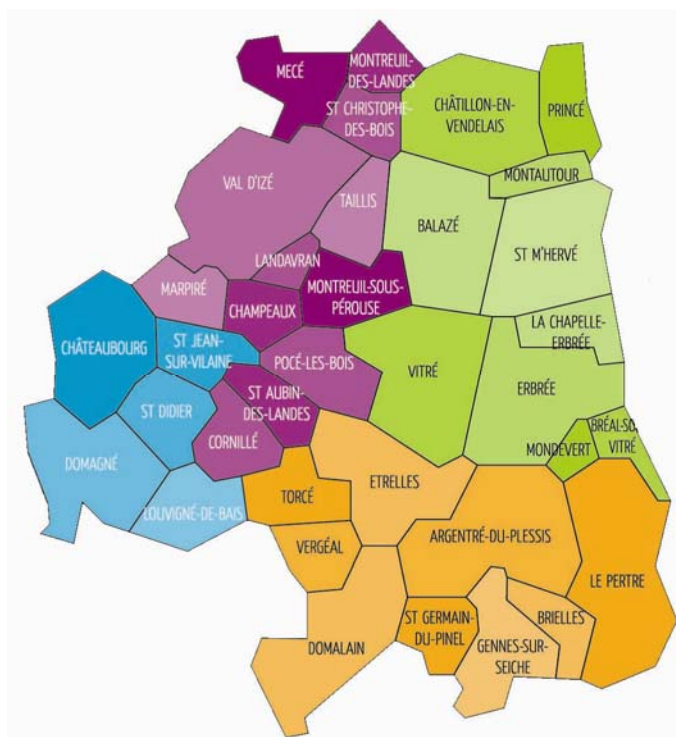 MECÉ
MONTREUIL-
DES-LANDES
ST CHRISTOPHE-
DES-BOIS
CHÂTILLON-EN-
VENDELAIS
PRINCÉ
MONTAUTOUR
VAL D'IZÉ
TAILLIS
BALAZÉ
ST M'HERVÉ
LANDAVRAN
MARPIRÉ
MONTREUIL-SOUS-
PÉROUSE
CHAMPEAUX
LA CHAPELLE-
ERBRÉE
CHÂTEAUBOURG
ST JEAN-
SUR-VILAINE
POCÉ-LES-BOIS
VITRÉ
ERBRÉE
ST AUBIN-
DES-LANDES
ST DIDIER
CORNILLÉ
MONDEVERT
BRÉAL-SO-
VITRÉ
DOMAGNÉ
LOUVIGNÉ-DE-BAIS
TORCÉ
ETRELLES
VERGÉAL
ARGENTRÉ-DU-PLESSIS
LE PERTRE
DOMALAIN
ST GERMAIN-
DU-PINEL
BRIELLES
GENNES-SUR-
SEICHE